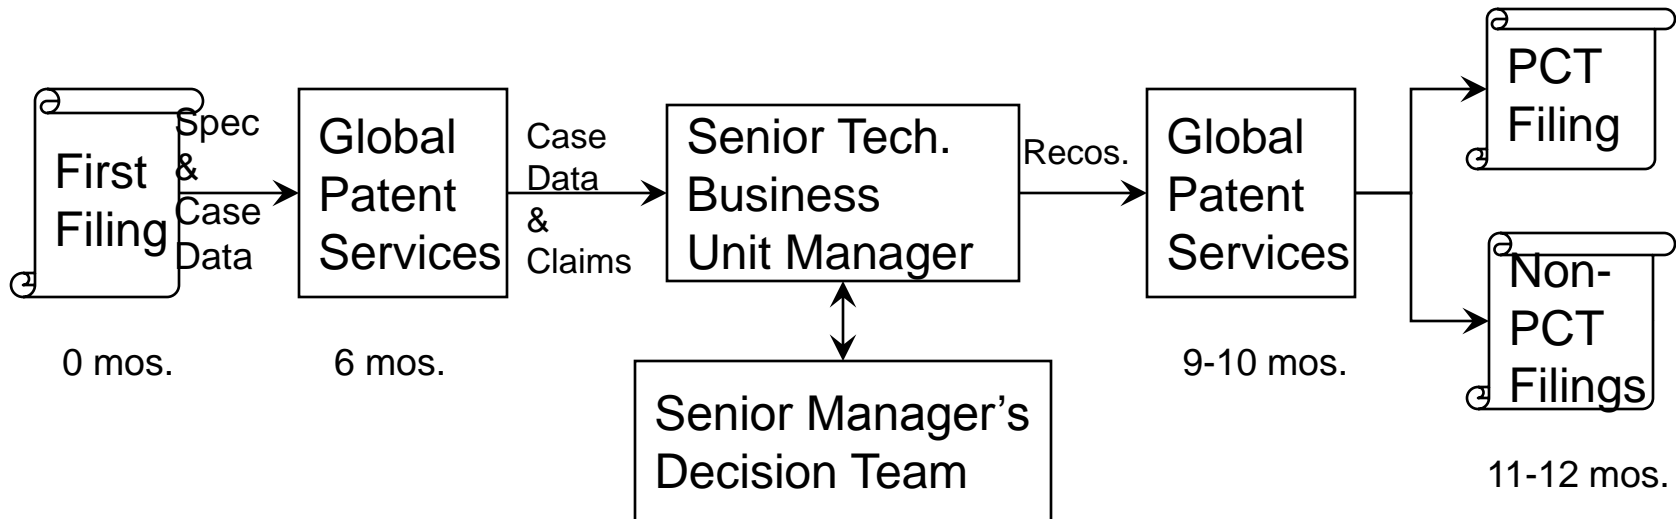 First
Filing
Spec
&
Case
Data
Global
Patent
Services
Case
Data
&
Claims
Senior Tech.
Business
Unit Manager
Recos.
Global
Patent
Services
PCT
Filing
Non-
PCT
Filings
0 mos.
6 mos.
9-10 mos.
11-12 mos.
Senior Manager’s
Decision Team